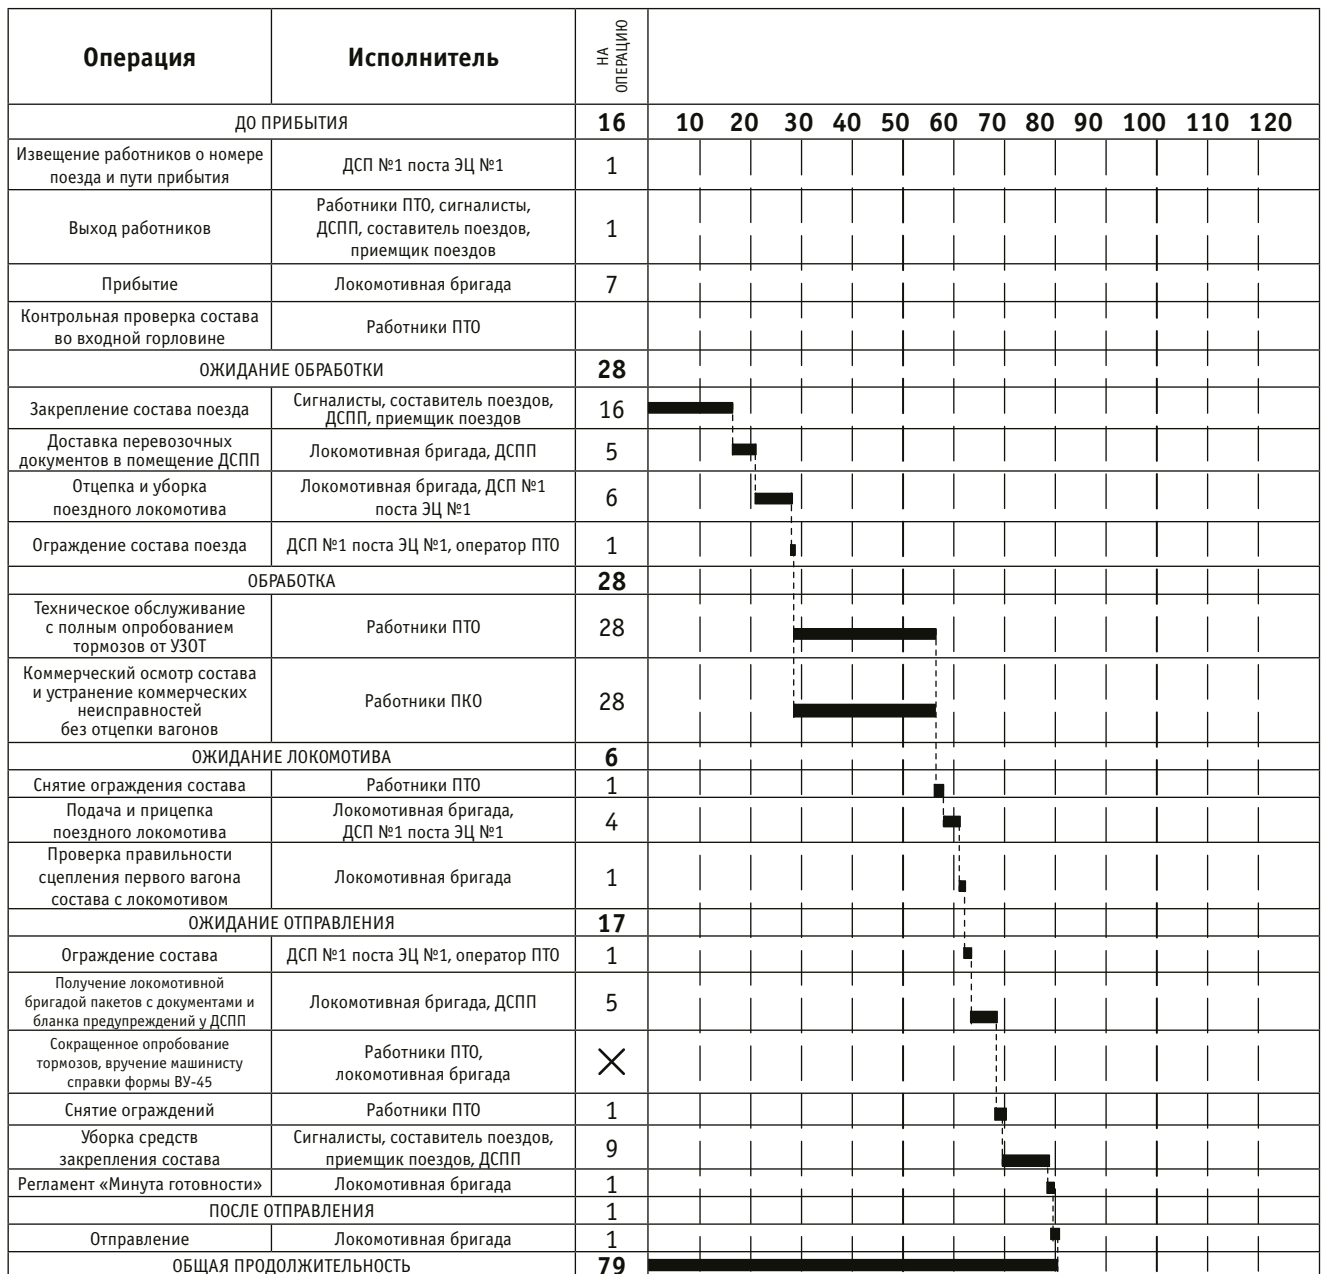 Операция
Исполнитель
НА
ОПЕРАЦИЮ
ДО ПРИБЫТИЯ
16
10 20 30 40 50 60 70 80 90 100 110 120
Извещение работников о номере
поезда и пути прибытия
ДСП №1 поста ЭЦ №1
1
Выход работников
Работники ПТО, сигналисты,
ДСПП, составитель поездов,
приемщик поездов
1
Прибытие
Локомотивная бригада
7
Контрольная проверка состава
во входной горловине
Работники ПТО
ОЖИДАНИЕ ОБРАБОТКИ
28
Закрепление состава поезда
Сигналисты, составитель поездов,
ДСПП, приемщик поездов
16
Доставка перевозочных
документов в помещение ДСПП
Локомотивная бригада, ДСПП
5
Отцепка и уборка
поездного локомотива
Локомотивная бригада, ДСП №1
поста ЭЦ №1
6
Ограждение состава поезда
ДСП №1 поста ЭЦ №1, оператор ПТО
1
ОБРАБОТКА
28
Техническое обслуживание
с полным опробованием
тормозов от УЗОТ
Работники ПТО
28
Коммерческий осмотр состава
и устранение коммерческих
неисправностей
без отцепки вагонов
Работники ПКО
28
ОЖИДАНИЕ ЛОКОМОТИВА
6
Снятие ограждения состава
Работники ПТО
1
Подача и прицепка
поездного локомотива
Локомотивная бригада,
ДСП №1 поста ЭЦ №1
4
Проверка правильности
сцепления первого вагона
состава с локомотивом
Локомотивная бригада
1
ОЖИДАНИЕ ОТПРАВЛЕНИЯ
17
Ограждение состава
ДСП №1 поста ЭЦ №1, оператор ПТО
1
Получение локомотивной
бригадой пакетов с документами и
бланка предупреждений у ДСПП
Локомотивная бригада, ДСПП
5
Сокращенное опробование
тормозов, вручение машинисту
справки формы ВУ-45
Работники ПТО,
локомотивная бригада
Снятие ограждений
Работники ПТО
1
Уборка средств
закрепления состава
Сигналисты, составитель поездов,
приемщик поездов, ДСПП
9
Регламент «Минута готовности»
Локомотивная бригада
1
ПОСЛЕ ОТПРАВЛЕНИЯ
1
Отправление
Локомотивная бригада
1
ОБЩАЯ ПРОДОЛЖИТЕЛЬНОСТЬ
79